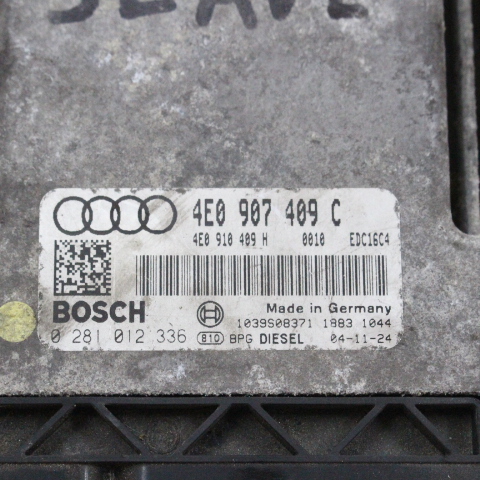 SLAVE
4E0 907 409 C
4E0 910 409 H 0010 EDC16C4
BOSCH
Made in Germany
1039S08371 1883 1044
0 281 012 336 810 BPG DIESEL 04-11-24